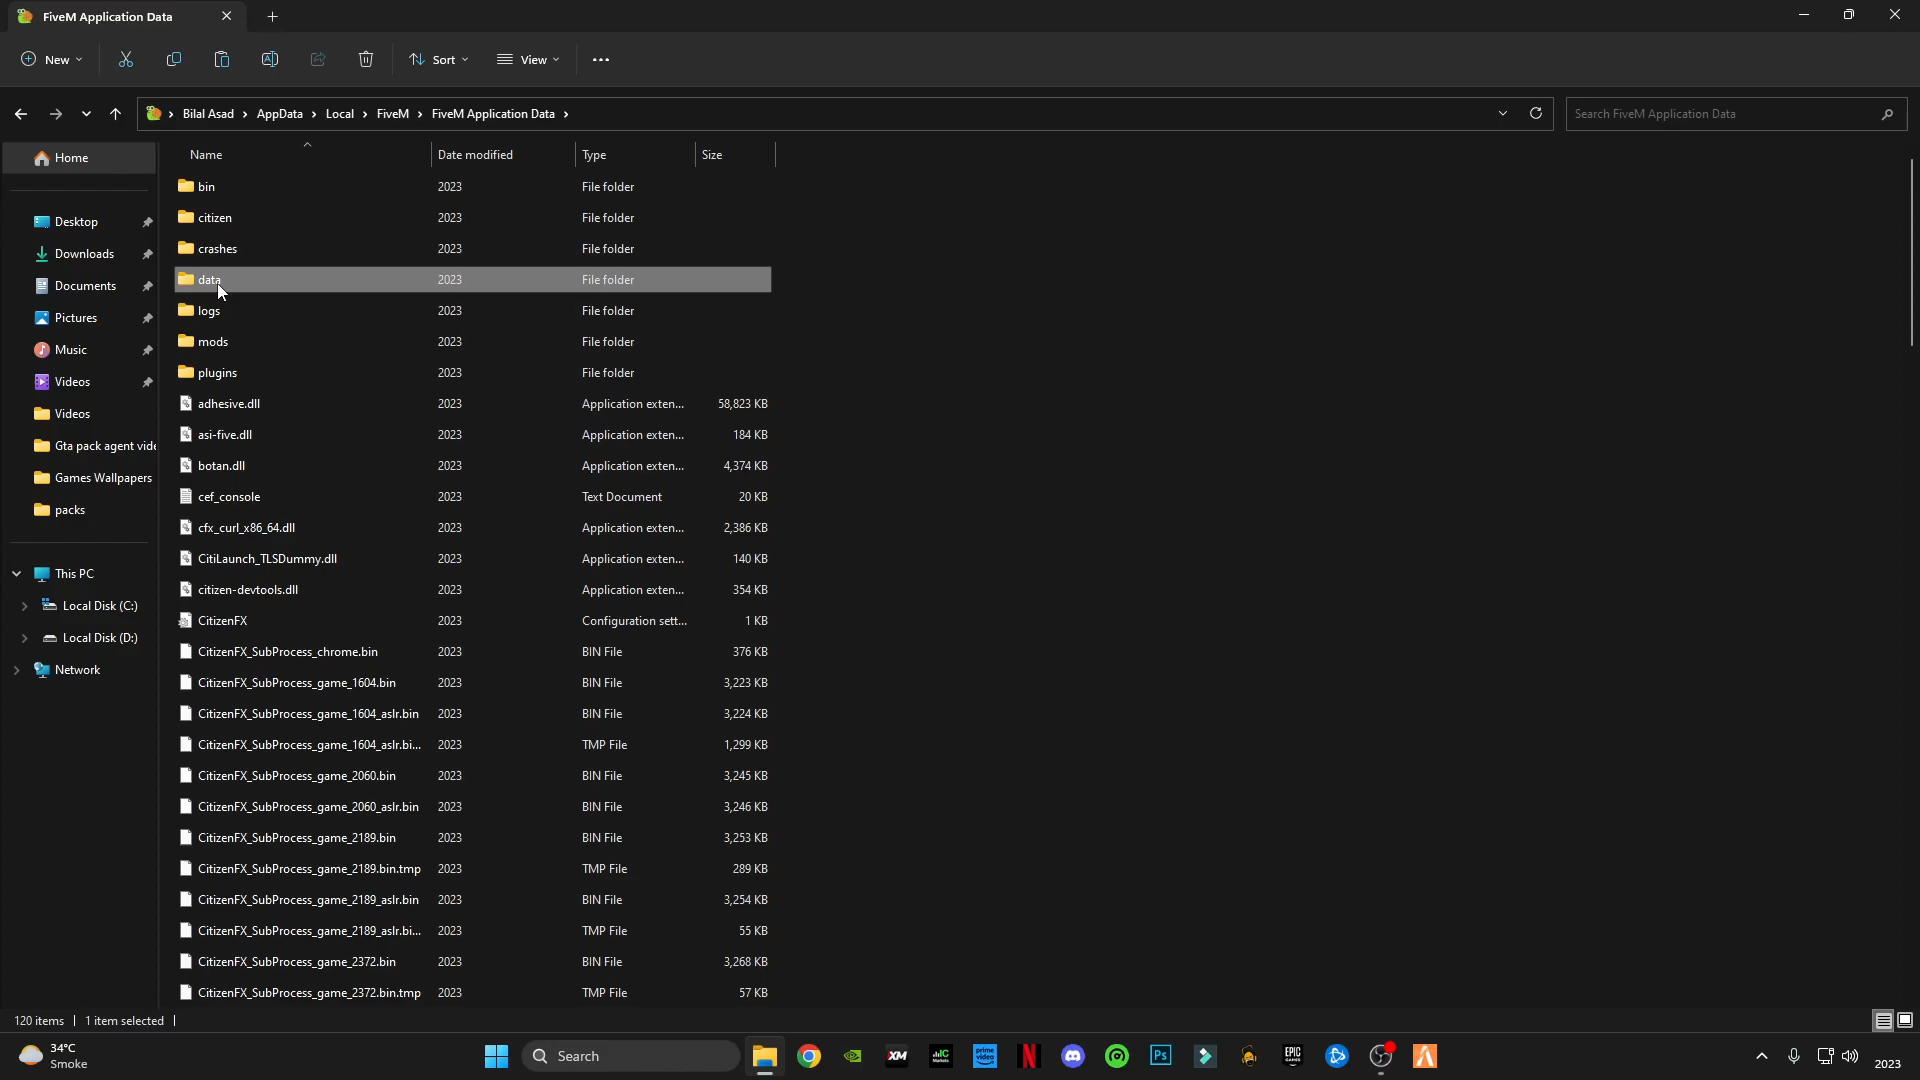 FiveM Application Data
New
Sort
View
Bilal Asad > AppData > Local > FiveM > FiveM Application Data >
Search FiveM Application Data
Home
Desktop
Downloads
Documents
Pictures
Music
Videos
Videos
Gta pack agent vide
Games Wallpapers
packs
This PC
Local Disk (C:)
Local Disk (D:)
Network
Name Date modified Type Size
bin 2023 File folder
citizen 2023 File folder
crashes 2023 File folder
data 2023 File folder
logs 2023 File folder
mods 2023 File folder
plugins 2023 File folder
adhesive.dll 2023 Application exten... 58,823 KB
asi-five.dll 2023 Application exten... 184 KB
botan.dll 2023 Application exten... 4,374 KB
cef_console 2023 Text Document 20 KB
cfx_curl_x86_64.dll 2023 Application exten... 2,386 KB
CitiLaunch_TLSDummy.dll 2023 Application exten... 140 KB
citizen-devtools.dll 2023 Application exten... 354 KB
CitizenFX 2023 Configuration sett... 1 KB
CitizenFX_SubProcess_chrome.bin 2023 BIN File 376 KB
CitizenFX_SubProcess_game_1604.bin 2023 BIN File 3,223 KB
CitizenFX_SubProcess_game_1604_aslr.bin 2023 BIN File 3,224 KB
CitizenFX_SubProcess_game_1604_aslr.bi... 2023 TMP File 1,299 KB
CitizenFX_SubProcess_game_2060.bin 2023 BIN File 3,245 KB
CitizenFX_SubProcess_game_2060_aslr.bin 2023 BIN File 3,246 KB
CitizenFX_SubProcess_game_2189.bin 2023 BIN File 3,253 KB
CitizenFX_SubProcess_game_2189.bin.tmp 2023 TMP File 289 KB
CitizenFX_SubProcess_game_2189_aslr.bin 2023 BIN File 3,254 KB
CitizenFX_SubProcess_game_2189_aslr.bi... 2023 TMP File 55 KB
CitizenFX_SubProcess_game_2372.bin 2023 BIN File 3,268 KB
CitizenFX_SubProcess_game_2372.bin.tmp 2023 TMP File 57 KB
120 items | 1 item selected |
34°C
Smoke
Search
XM
IC
Markets
prime video
N
Ps
EPIC
GAMES
2023